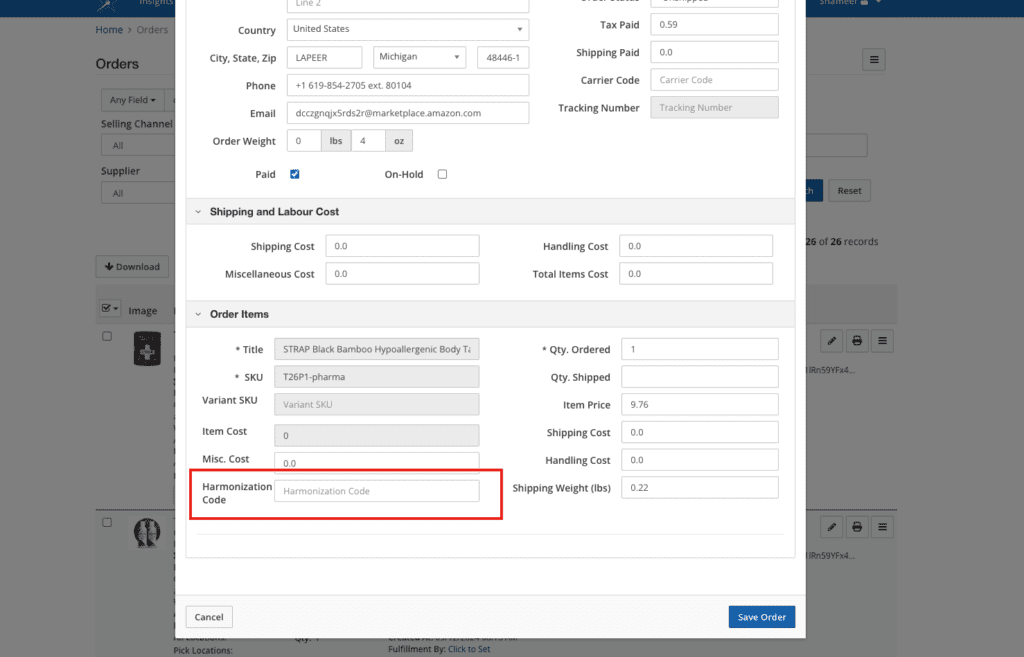 Insights
Shameer
Home > Orders
Orders
Any Field
Selling Channel
All
Supplier
All
Reset
26 of 26 records
Download
Image
Line 2
Country
United States
City, State, Zip
LAPEER
Michigan
48446-1
Phone
+1 619-854-2705 ext. 80104
Email
dcczgnqjx5rds2r@marketplace.amazon.com
Order Weight
0
lbs
4
oz
Paid
On-Hold
Tax Paid
0.59
Shipping Paid
0.0
Carrier Code
Carrier Code
Tracking Number
Tracking Number
Shipping and Labour Cost
Shipping Cost
0.0
Handling Cost
0.0
Miscellaneous Cost
0.0
Total Items Cost
0.0
Order Items
* Title
STRAP Black Bamboo Hypoallergenic Body Ta
* Qty. Ordered
1
* SKU
T26P1-pharma
Qty. Shipped
Variant SKU
Variant SKU
Item Price
9.76
Item Cost
0
Shipping Cost
0.0
Misc. Cost
0.0
Handling Cost
0.0
Harmonization
Code
Harmonization Code
Shipping Weight (lbs)
0.22
Cancel
Save Order
Pick Locations:
Fulfillment By: Click to Set